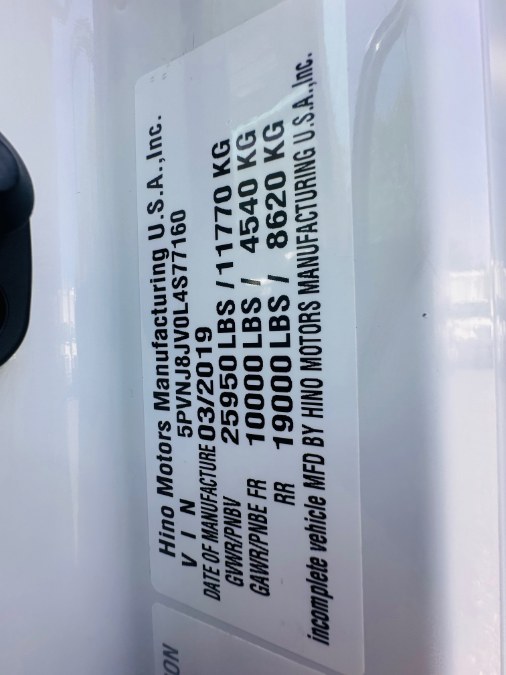 Hino Motors Manufacturing U.S.A.,Inc.
V I N 5PVNJ8JV0L4S77160
DATE OF MANUFACTURE 03/2019
GVWR/PNBV 25950 LBS / 11770 KG
GAWR/PNBE FR 10000 LBS / 4540 KG
RR 19000 LBS / 8620 KG
incomplete vehicle MFD BY HINO MOTORS MANUFACTURING U.S.A.,Inc.